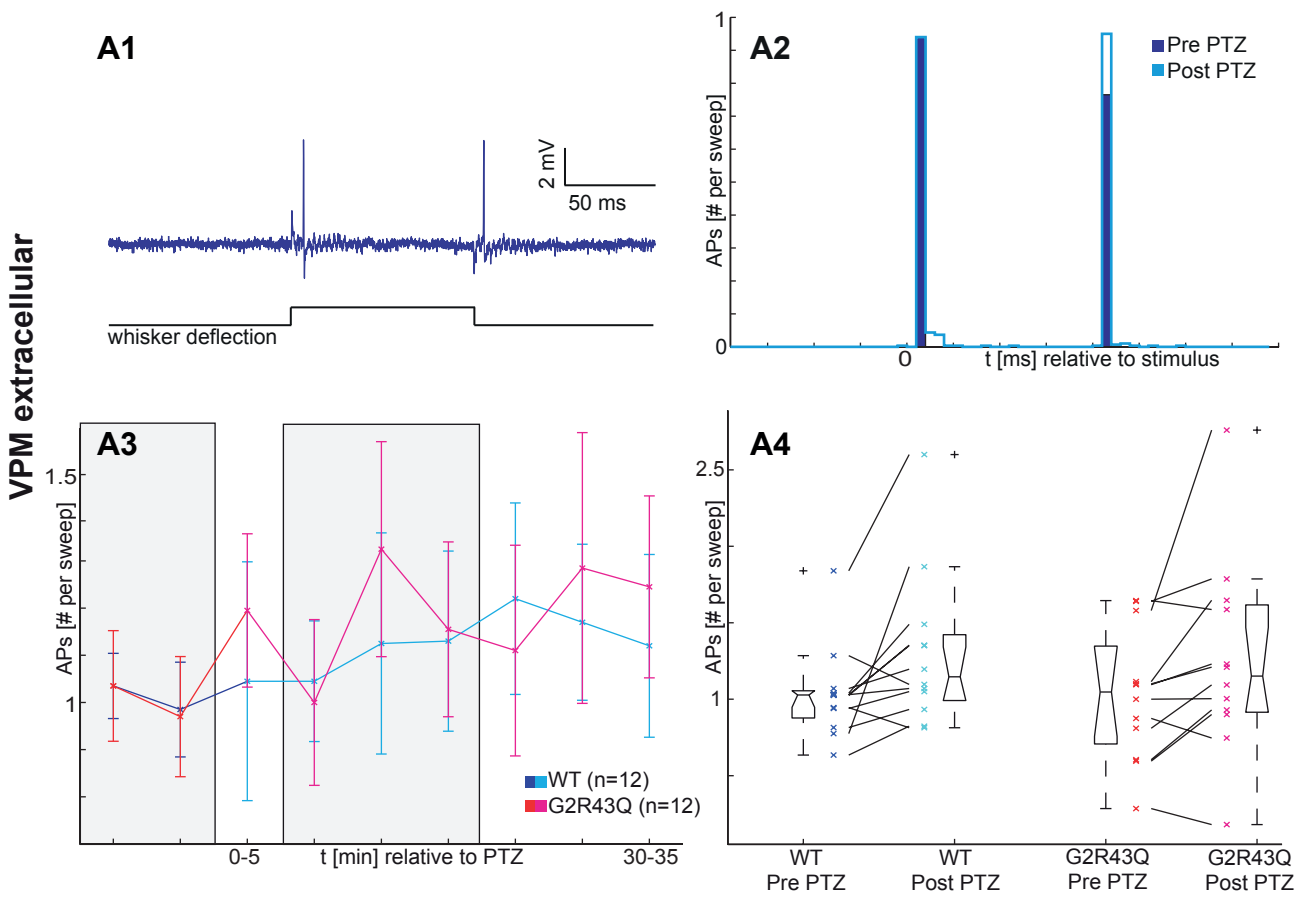 VPM extracellular
A1
2 mV
50 ms
whisker deflection
A2
Pre PTZ
Post PTZ
1
APs [# per sweep]
0
0
t [ms] relative to stimulus
A3
1.5
APs [# per sweep]
1
WT (n=12)
G2R43Q (n=12)
0-5
t [min] relative to PTZ
30-35
A4
2.5
APs [# per sweep]
1
WT
Pre PTZ
WT
Post PTZ
G2R43Q
Pre PTZ
G2R43Q
Post PTZ